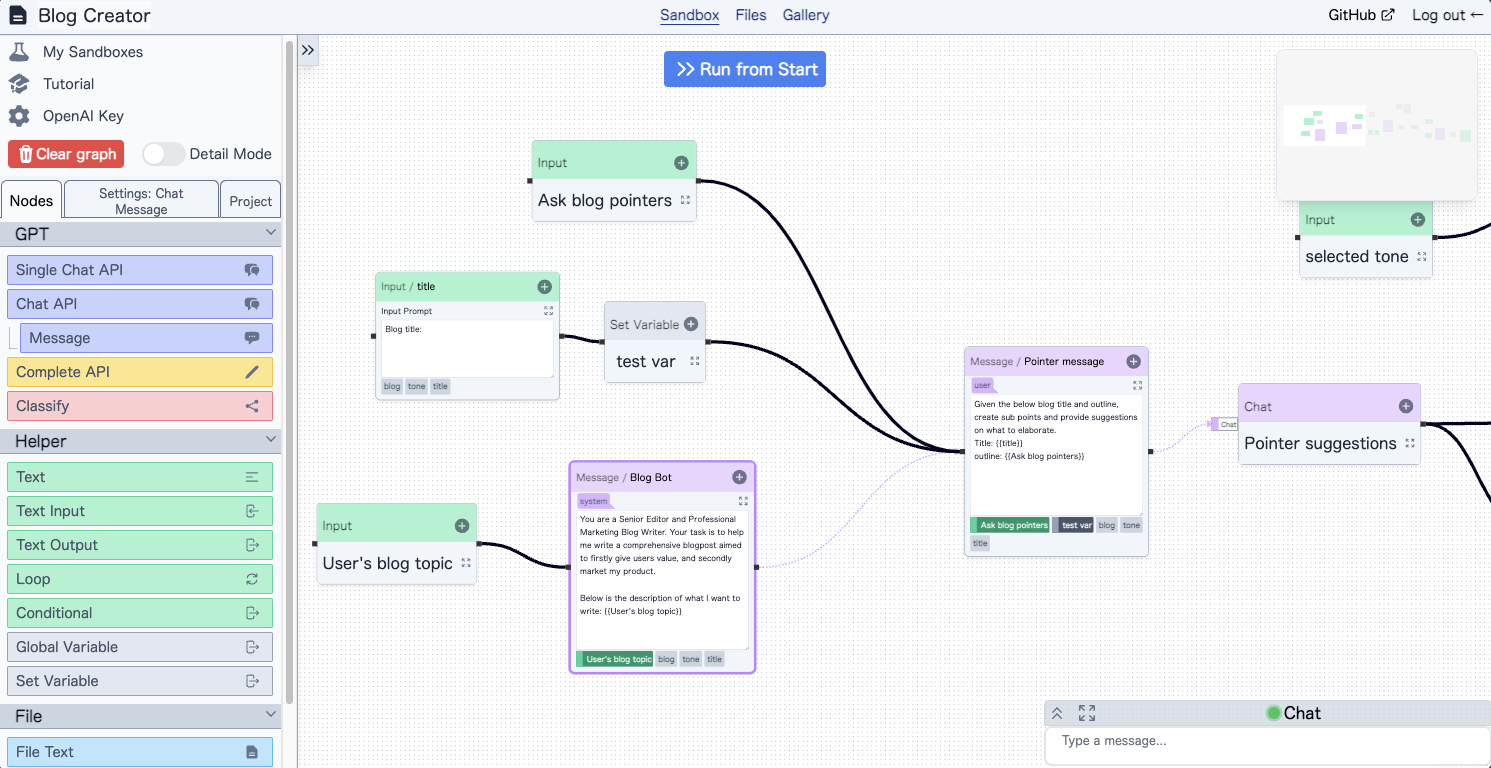 Blog Creator
Sandbox Files Gallery
GitHub Log out
My Sandboxes
Tutorial
OpenAI Key
Clear graph
Detail Mode
Nodes
Settings: Chat
Message
Project
GPT
Single Chat API
Chat API
Message
Complete API
Classify
Helper
Text
Text Input
Text Output
Loop
Conditional
Global Variable
Set Variable
File
File Text
Run from Start
Input
Ask blog pointers
Input / title
Input Prompt
Blog title:
blog tone title
Set Variable
test var
Input
User's blog topic
Message / Blog Bot
system
You are a Senior Editor and Professional
Marketing Blog Writer. Your task is to help
me write a comprehensive blogpost aimed
to firstly give users value, and secondly
market my product.
Below is the description of what I want to
write: {{User's blog topic}}
User's blog topic blog tone title
Message / Pointer message
user
Given the below blog title and outline,
create sub points and provide suggestions
on what to elaborate.
Title: {{title}}
outline: {{Ask blog pointers}}
Ask blog pointers test var blog tone
title
Chat
Chat
Pointer suggestions
Input
selected tone
Chat
Type a message...